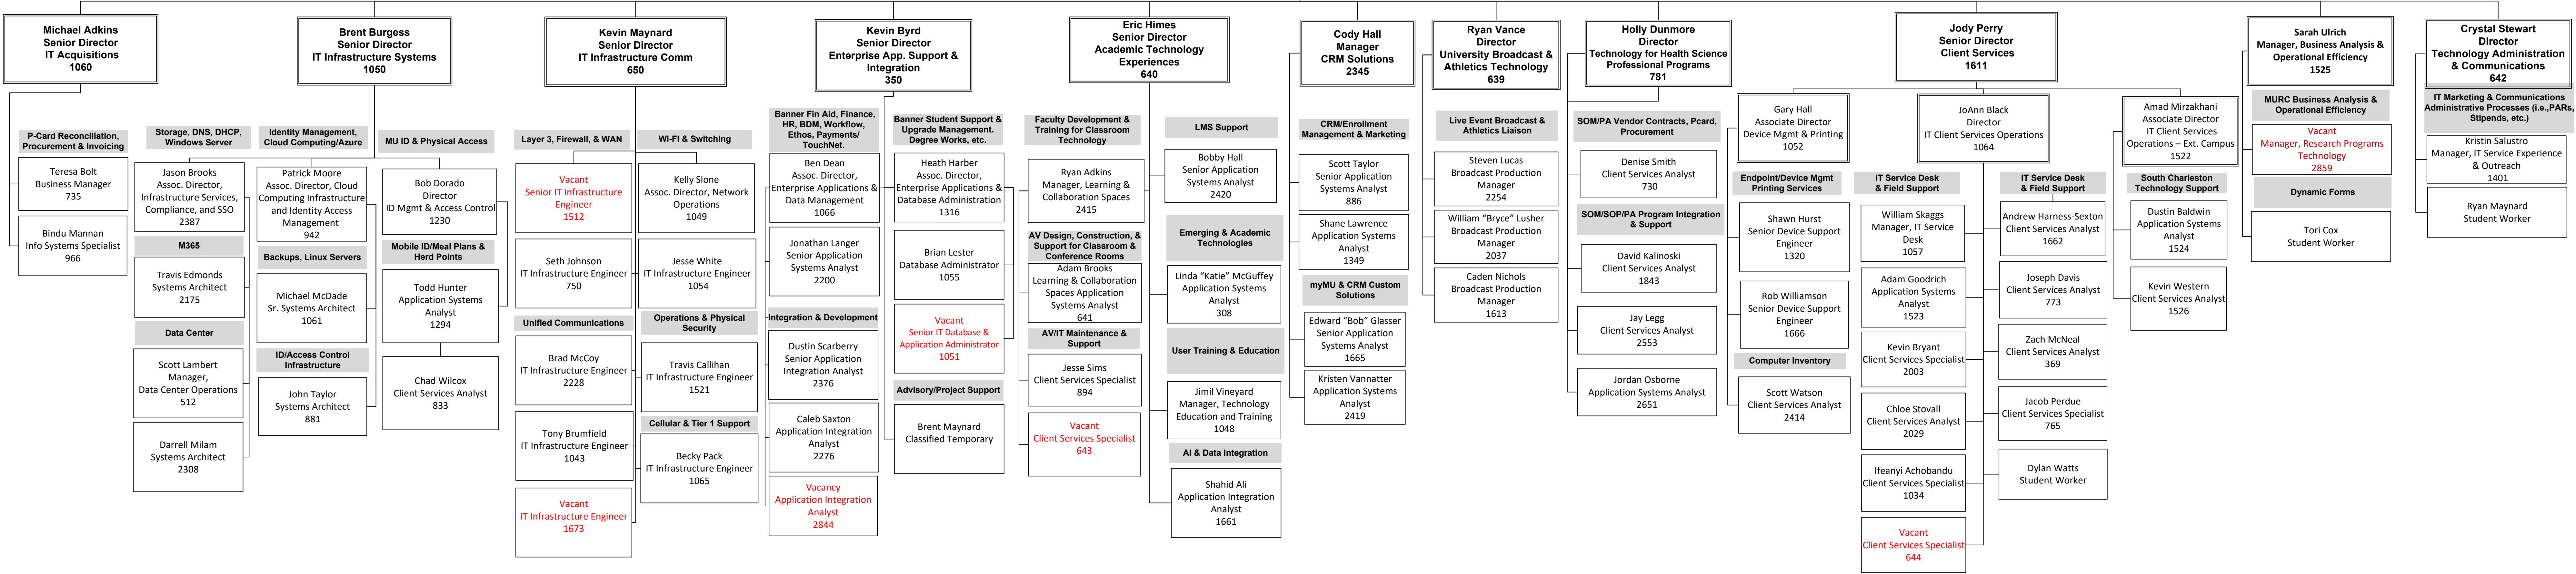 Michael Adkins
Senior Director
IT Acquisitions
1060
P-Card Reconciliation,
Procurement & Invoicing
Teresa Bolt
Business Manager
735
Bindu Mannan
Info Systems Specialist
966
Brent Burgess
Senior Director
IT Infrastructure Systems
1050
Storage, DNS, DHCP,
Windows Server
Jason Brooks
Assoc. Director,
Infrastructure Services,
Compliance, and SSO
2387
M365
Travis Edmonds
Systems Architect
2175
Data Center
Scott Lambert
Manager,
Data Center Operations
512
Darrell Milam
Systems Architect
2308
Identity Management,
Cloud Computing/Azure
Patrick Moore
Assoc. Director, Cloud
Computing Infrastructure
and Identity Access
Management
942
Backups, Linux Servers
Michael McDade
Sr. Systems Architect
1061
ID/Access Control
Infrastructure
John Taylor
Systems Architect
881
MU ID & Physical Access
Bob Dorado
Director
ID Mgmt & Access Control
1230
Mobile ID/Meal Plans &
Herd Points
Todd Hunter
Application Systems
Analyst
1294
Chad Wilcox
Client Services Analyst
833
Kevin Maynard
Senior Director
IT Infrastructure Comm
650
Layer 3, Firewall, & WAN
Vacant
Senior IT Infrastructure
Engineer
1512
Seth Johnson
IT Infrastructure Engineer
750
Unified Communications
Brad McCoy
IT Infrastructure Engineer
2228
Tony Brumfield
IT Infrastructure Engineer
1043
Vacant
IT Infrastructure Engineer
1673
Wi-Fi & Switching
Kelly Slone
Assoc. Director, Network
Operations
1049
Jesse White
IT Infrastructure Engineer
1054
Operations & Physical
Security
Travis Callihan
IT Infrastructure Engineer
1521
Cellular & Tier 1 Support
Becky Pack
IT Infrastructure Engineer
1065
Kevin Byrd
Senior Director
Enterprise App. Support &
Integration
350
Banner Fin Aid, Finance,
HR, BDM, Workflow,
Ethos, Payments/
TouchNet.
Ben Dean
Assoc. Director,
Enterprise Applications &
Data Management
1066
Jonathan Langer
Senior Application
Systems Analyst
2200
Integration & Development
Dustin Scarberry
Senior Application
Integration Analyst
2376
Caleb Saxton
Application Integration
Analyst
2276
Vacancy
Application Integration
Analyst
2844
Banner Student Support &
Upgrade Management.
Degree Works, etc.
Heath Harber
Assoc. Director,
Enterprise Applications &
Database Administration
1316
Brian Lester
Database Administrator
1055
Vacant
Senior IT Database &
Application Administrator
1051
Advisory/Project Support
Brent Maynard
Classified Temporary
Eric Himes
Senior Director
Academic Technology
Experiences
640
Faculty Development &
Training for Classroom
Technology
Ryan Adkins
Manager, Learning &
Collaboration Spaces
2415
AV Design, Construction, &
Support for Classroom &
Conference Rooms
Adam Brooks
Learning & Collaboration
Spaces Application
Systems Analyst
641
AV/IT Maintenance &
Support
Jesse Sims
Client Services Specialist
894
Vacant
Client Services Specialist
643
LMS Support
Bobby Hall
Senior Application
Systems Analyst
2420
Emerging & Academic
Technologies
Linda “Katie” McGuffey
Application Systems
Analyst
308
User Training & Education
Jimil Vineyard
Manager, Technology
Education and Training
1048
AI & Data Integration
Shahid Ali
Application Integration
Analyst
1661
Cody Hall
Manager
CRM Solutions
2345
CRM/Enrollment
Management & Marketing
Scott Taylor
Senior Application
Systems Analyst
886
Shane Lawrence
Application Systems
Analyst
1349
myMU & CRM Custom
Solutions
Edward “Bob” Glasser
Senior Application
Systems Analyst
1665
Kristen Vannatter
Application Systems
Analyst
2419
Ryan Vance
Director
University Broadcast &
Athletics Technology
639
Live Event Broadcast &
Athletics Liaison
Steven Lucas
Broadcast Production
Manager
2254
William “Bryce” Lusher
Broadcast Production
Manager
2037
Caden Nichols
Broadcast Production
Manager
1613
Holly Dunmore
Director
Technology for Health Science
Professional Programs
781
SOM/PA Vendor Contracts, Pcard,
Procurement
Denise Smith
Client Services Analyst
730
SOM/SOP/PA Program Integration
& Support
David Kalinoski
Client Services Analyst
1843
Jay Legg
Client Services Analyst
2553
Jordan Osborne
Application Systems Analyst
2651
Jody Perry
Senior Director
Client Services
1611
Gary Hall
Associate Director
Device Mgmt & Printing
1052
Endpoint/Device Mgmt
Printing Services
Shawn Hurst
Senior Device Support
Engineer
1320
Rob Williamson
Senior Device Support
Engineer
1666
Computer Inventory
Scott Watson
Client Services Analyst
2414
JoAnn Black
Director
IT Client Services Operations
1064
IT Service Desk
& Field Support
William Skaggs
Manager, IT Service
Desk
1057
Adam Goodrich
Application Systems
Analyst
1523
Kevin Bryant
Client Services Specialist
2003
Chloe Stovall
Client Services Analyst
2029
Ifeanyi Achobandu
Client Services Specialist
1034
Vacant
Client Services Specialist
644
IT Service Desk
& Field Support
Andrew Harness-Sexton
Client Services Analyst
1662
Joseph Davis
Client Services Analyst
773
Zach McNeal
Client Services Analyst
369
Jacob Perdue
Client Services Specialist
765
Dylan Watts
Student Worker
Amad Mirzakhani
Associate Director
IT Client Services
Operations – Ext. Campus
1522
South Charleston
Technology Support
Dustin Baldwin
Application Systems
Analyst
1524
Kevin Western
Client Services Analyst
1526
Sarah Ulrich
Manager, Business Analysis &
Operational Efficiency
1525
MURC Business Analysis &
Operational Efficiency
Vacant
Manager, Research Programs
Technology
2859
Dynamic Forms
Tori Cox
Student Worker
Crystal Stewart
Director
Technology Administration
& Communications
642
IT Marketing & Communications
Administrative Processes (i.e.,PARs,
Stipends, etc.)
Kristin Salustro
Manager, IT Service Experience
& Outreach
1401
Ryan Maynard
Student Worker